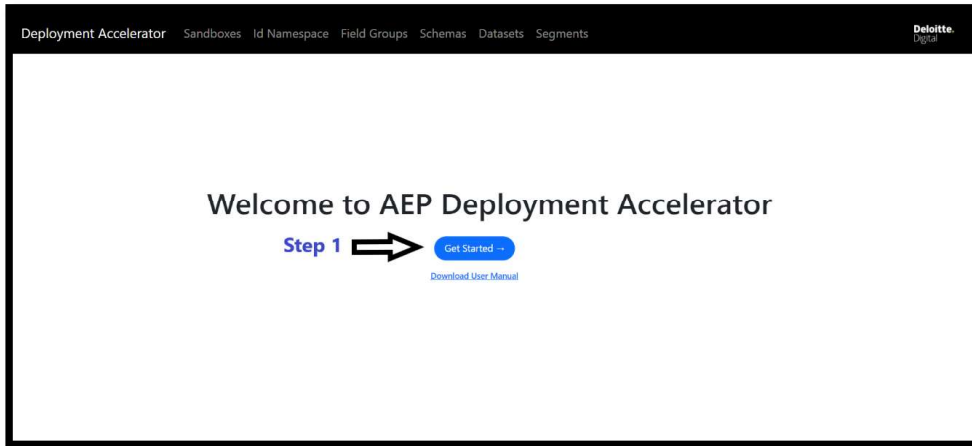 Deployment Accelerator Sandboxes Id Namespace Field Groups Schemas Datasets Segments
Deloitte.
Digital
Welcome to AEP Deployment Accelerator
Step 1 Get Started →
Download User Manual